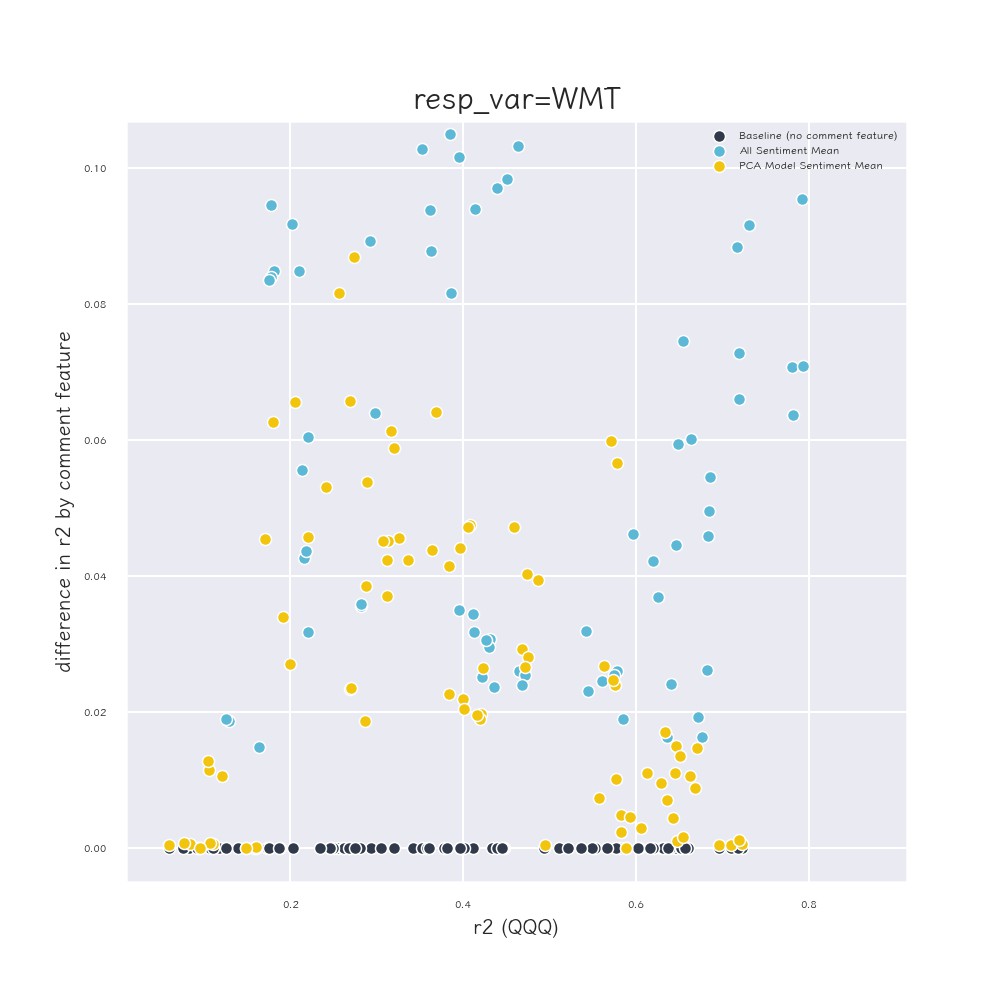 resp_var=WMT
Baseline (no comment feature)
All Sentiment Mean
PCA Model Sentiment Mean
difference in r2 by comment feature
0.10
0.08
0.06
0.04
0.02
0.00
0.2
0.4
0.6
0.8
r2 (QQQ)